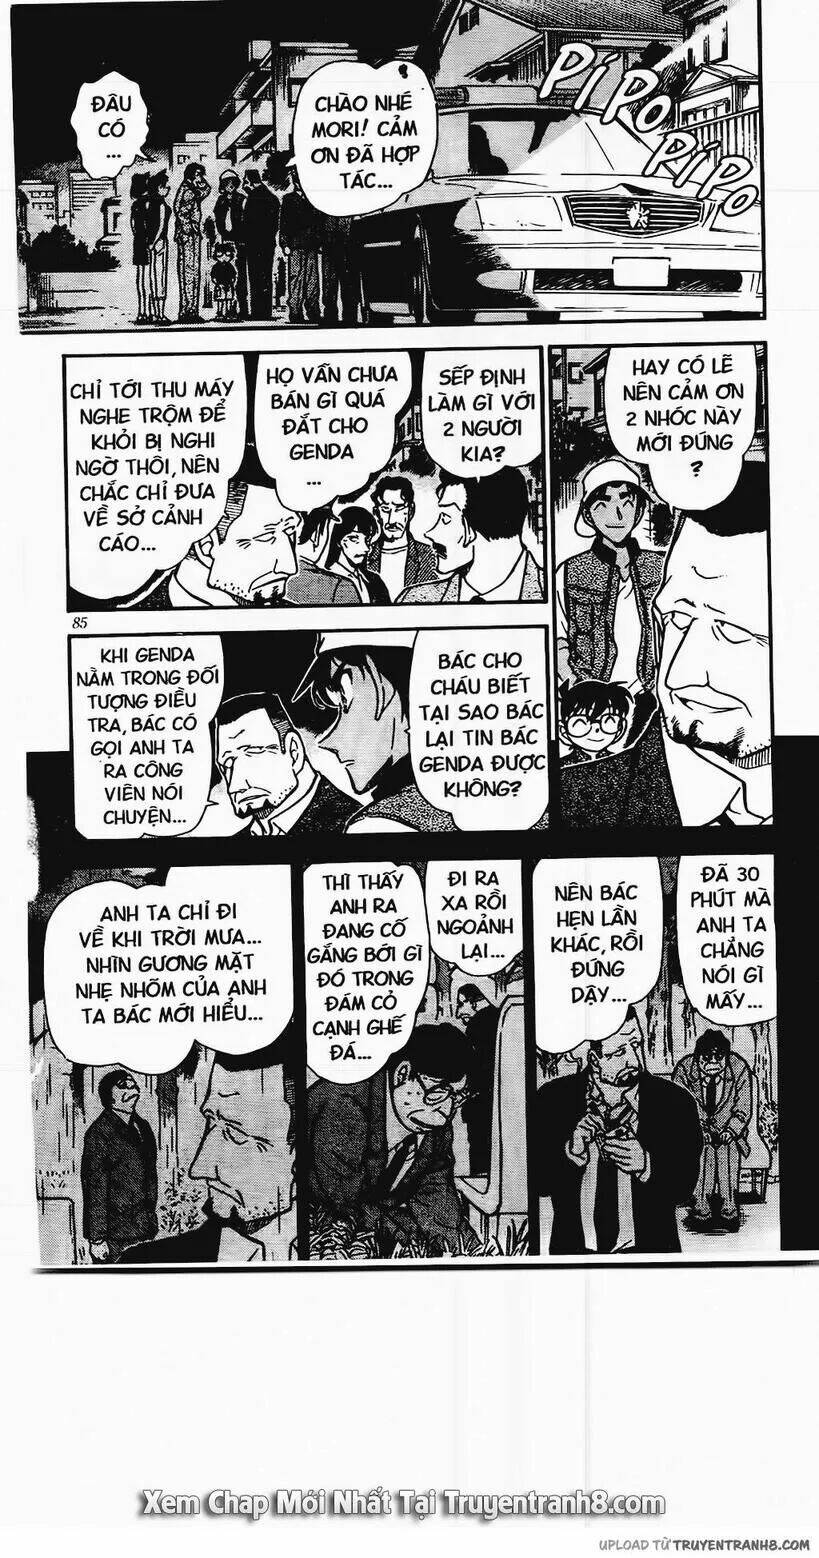 CHÀO NHÉ
MORI! CẢM
ƠN ĐÃ HỢP
TÁC...
PÍPO
PÍPO
ĐÂU
CÓ
...
HAY CÓ LẼ
NÊN CẢM ƠN
2 NHÓC NÀY
MỚI ĐÚNG
?
SẾP ĐỊNH
LÀM GÌ VỚI
2 NGƯỜI
KIA?
HỌ VẪN CHƯA
BÁN GÌ QUÁ
ĐẮT CHO
GENDA
...
CHỈ TỚI THU MÁY
NGHE TRỘM ĐỂ
KHỎI BỊ NGHI
NGỜ THÔI, NÊN
CHẮC CHỈ ĐƯA
VỀ SỞ CẢNH
CÁO...
85
BÁC CHO
CHÁU BIẾT
TẠI SAO BÁC
LẠI TIN BÁC
GENDA ĐƯỢC
KHÔNG?
KHI GENDA
NẰM TRONG ĐỐI
TƯỢNG ĐIỀU
TRA, BÁC CÓ
GỌI ANH TA
RA CÔNG
VIÊN NÓI
CHUYỆN...
ĐÃ 30
PHÚT MÀ
ANH TA
CHẲNG
NÓI GÌ
MẤY...
NÊN BÁC
HẸN LẦN
KHÁC, RỒI
ĐỨNG
DẬY...
ĐI RA
XA RỒI
NGOẢNH
LẠI...
THÌ THẤY
ANH RA
ĐANG CỐ
GẮNG BỚI GÌ
ĐÓ TRONG
ĐÁM CỎ
CẠNH GHẾ
ĐÁ...
ANH TA CHỈ ĐI
VỀ KHI TRỜI MƯA...
NHÌN GƯƠNG MẶT
NHẸ NHÕM CỦA ANH
TA BÁC MỚI HIỂU...
Xem Chap Mới Nhất Tại Truyentranh8.com
UPLOAD TỪ TRUYENTRANH8.COM